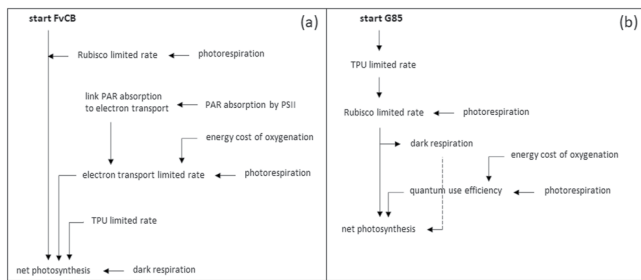 start FvCB
(a)
Rubisco limited rate
photorespiration
link PAR absorption
to electron transport
PAR absorption by PSII
energy cost of oxygenation
electron transport limited rate
photorespiration
TPU limited rate
net photosynthesis
dark respiration
start G85
(b)
TPU limited rate
Rubisco limited rate
photorespiration
dark respiration
energy cost of oxygenation
quantum use efficiency
photorespiration
net photosynthesis